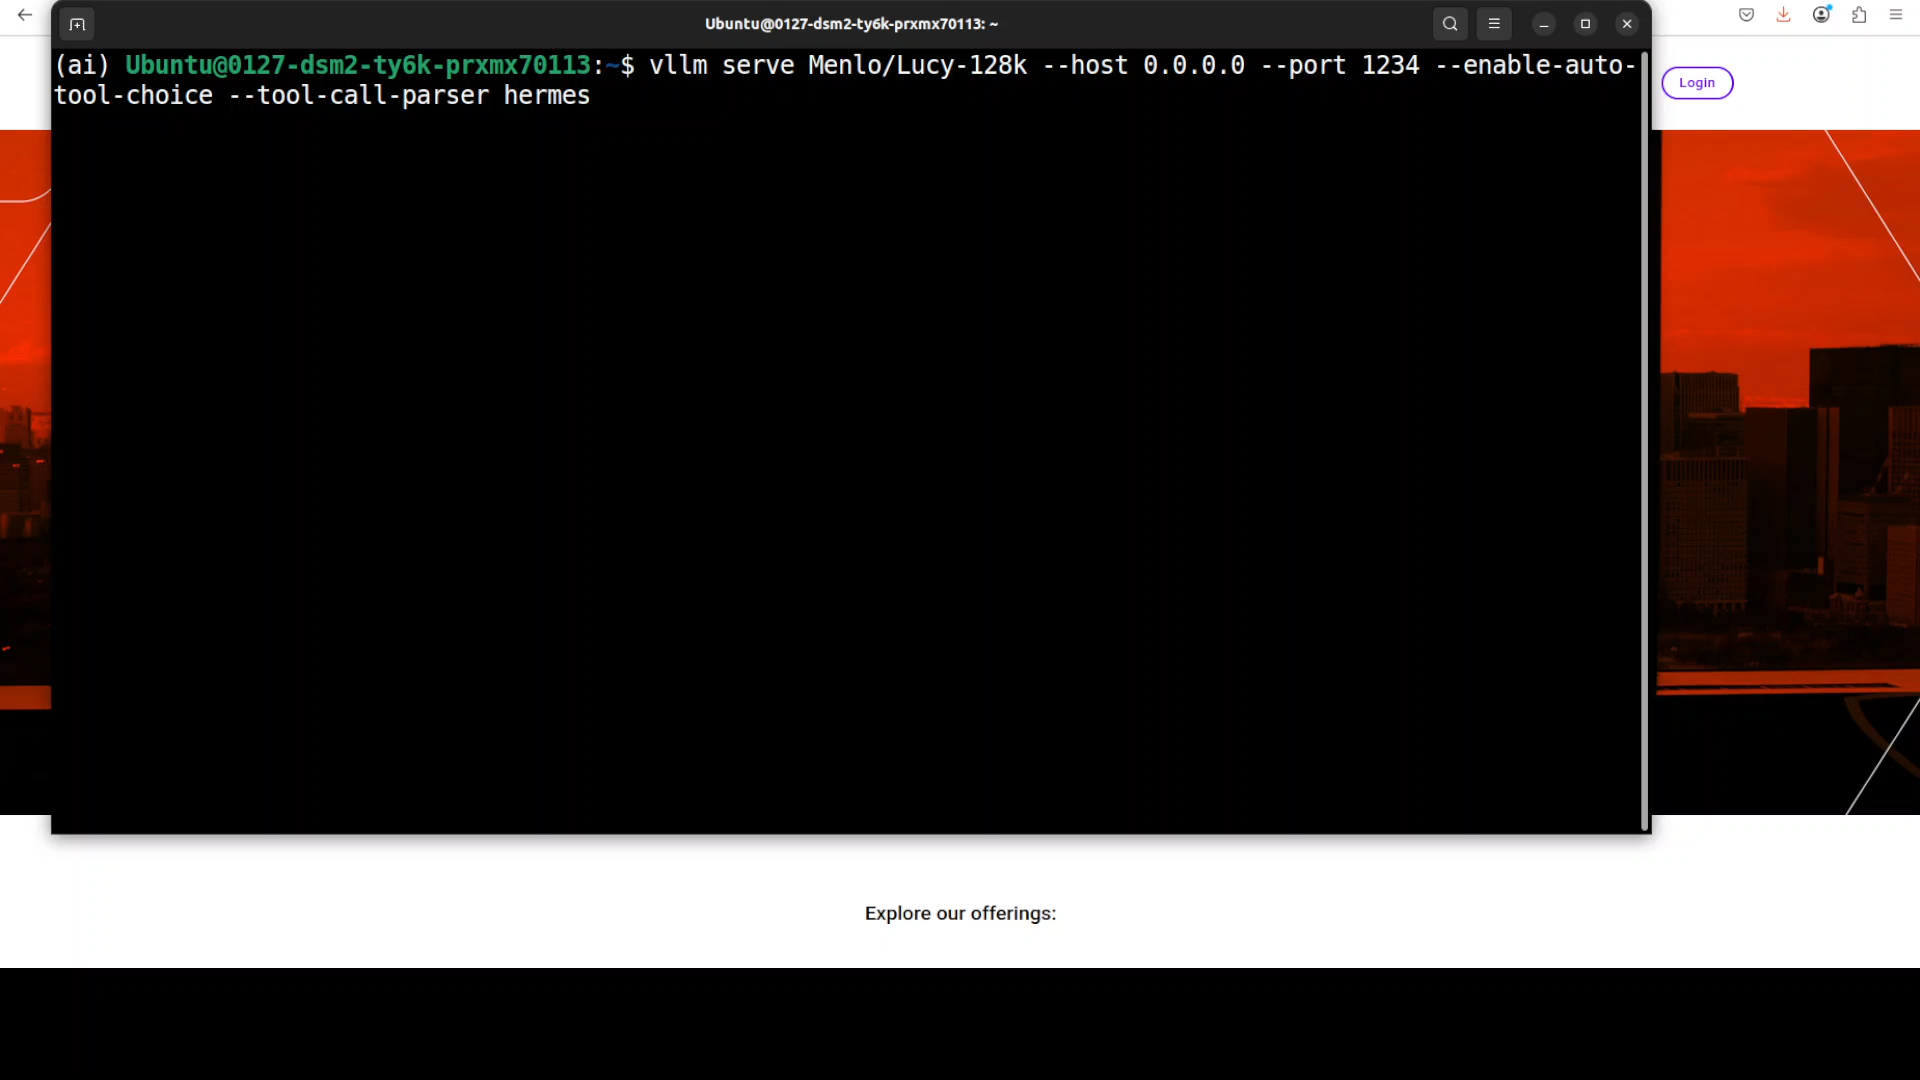 Ubuntu@0127-dsm2-ty6k-prxmx70113: ~
(ai) Ubuntu@0127-dsm2-ty6k-prxmx70113:~$ vllm serve Menlo/Lucy-128k --host 0.0.0.0 --port 1234 --enable-auto-
tool-choice --tool-call-parser hermes
Login
Explore our offerings: